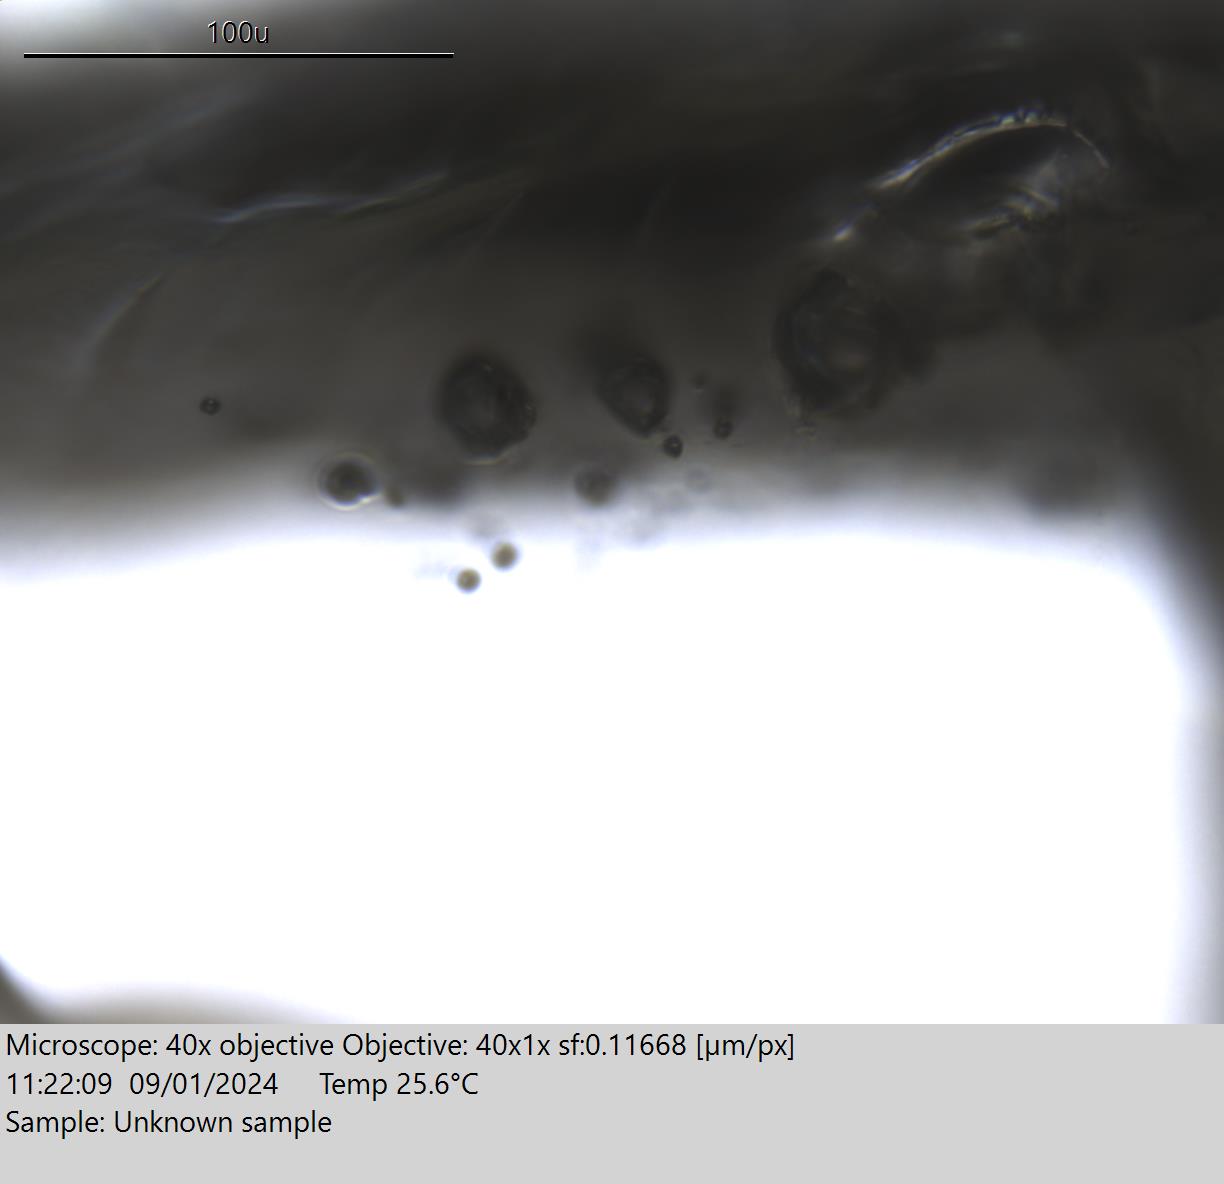 100u
Microscope: 40x objective Objective: 40x1x sf:0.11668 [µm/px]
11:22:09 09/01/2024 Temp 25.6°C
Sample: Unknown sample